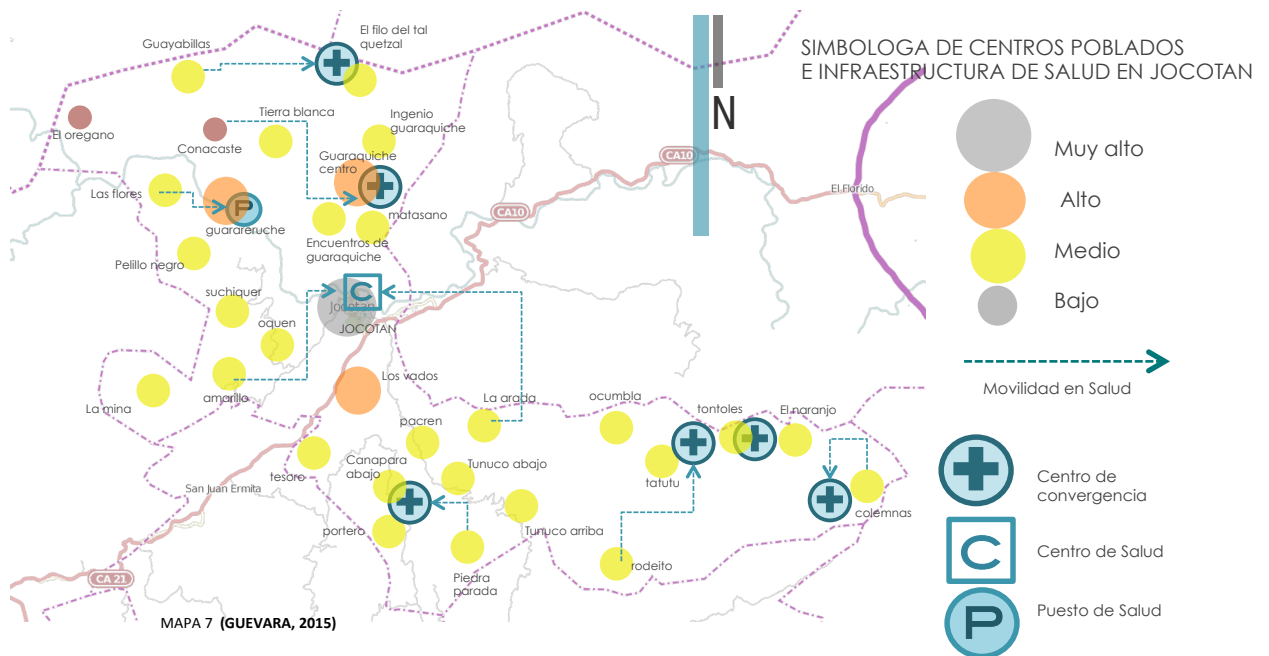 SIMBOLOGA DE CENTROS POBLADOS
E INFRAESTRUCTURA DE SALUD EN JOCOTAN
Muy alto
Alto
Medio
Bajo
Movilidad en Salud
Centro de
convergencia
C
Centro de Salud
P
Puesto de Salud
N
El filo del tal
quetzal
Guayabillas
El oregano
Conacaste
Tierra blanca
Ingenio
guaraquiche
Guaraquiche
centro
Las flores
P
guarareruche
matasano
Encuentros de
guaraquiche
Pelillo negro
suchiquer
oquen
C
Jocotan
JOCOTAN
CA10
CA10
El Florido
La mina
amarillo
Los vados
La arada
pacren
ocumbla
tontoles
El naranjo
tesoro
Canapara
abajo
Tunuco abajo
tatutu
San Juan Ermita
portero
Tunuco arriba
colemnas
Piedra
parada
rodeito
CA 21
MAPA 7 (GUEVARA, 2015)